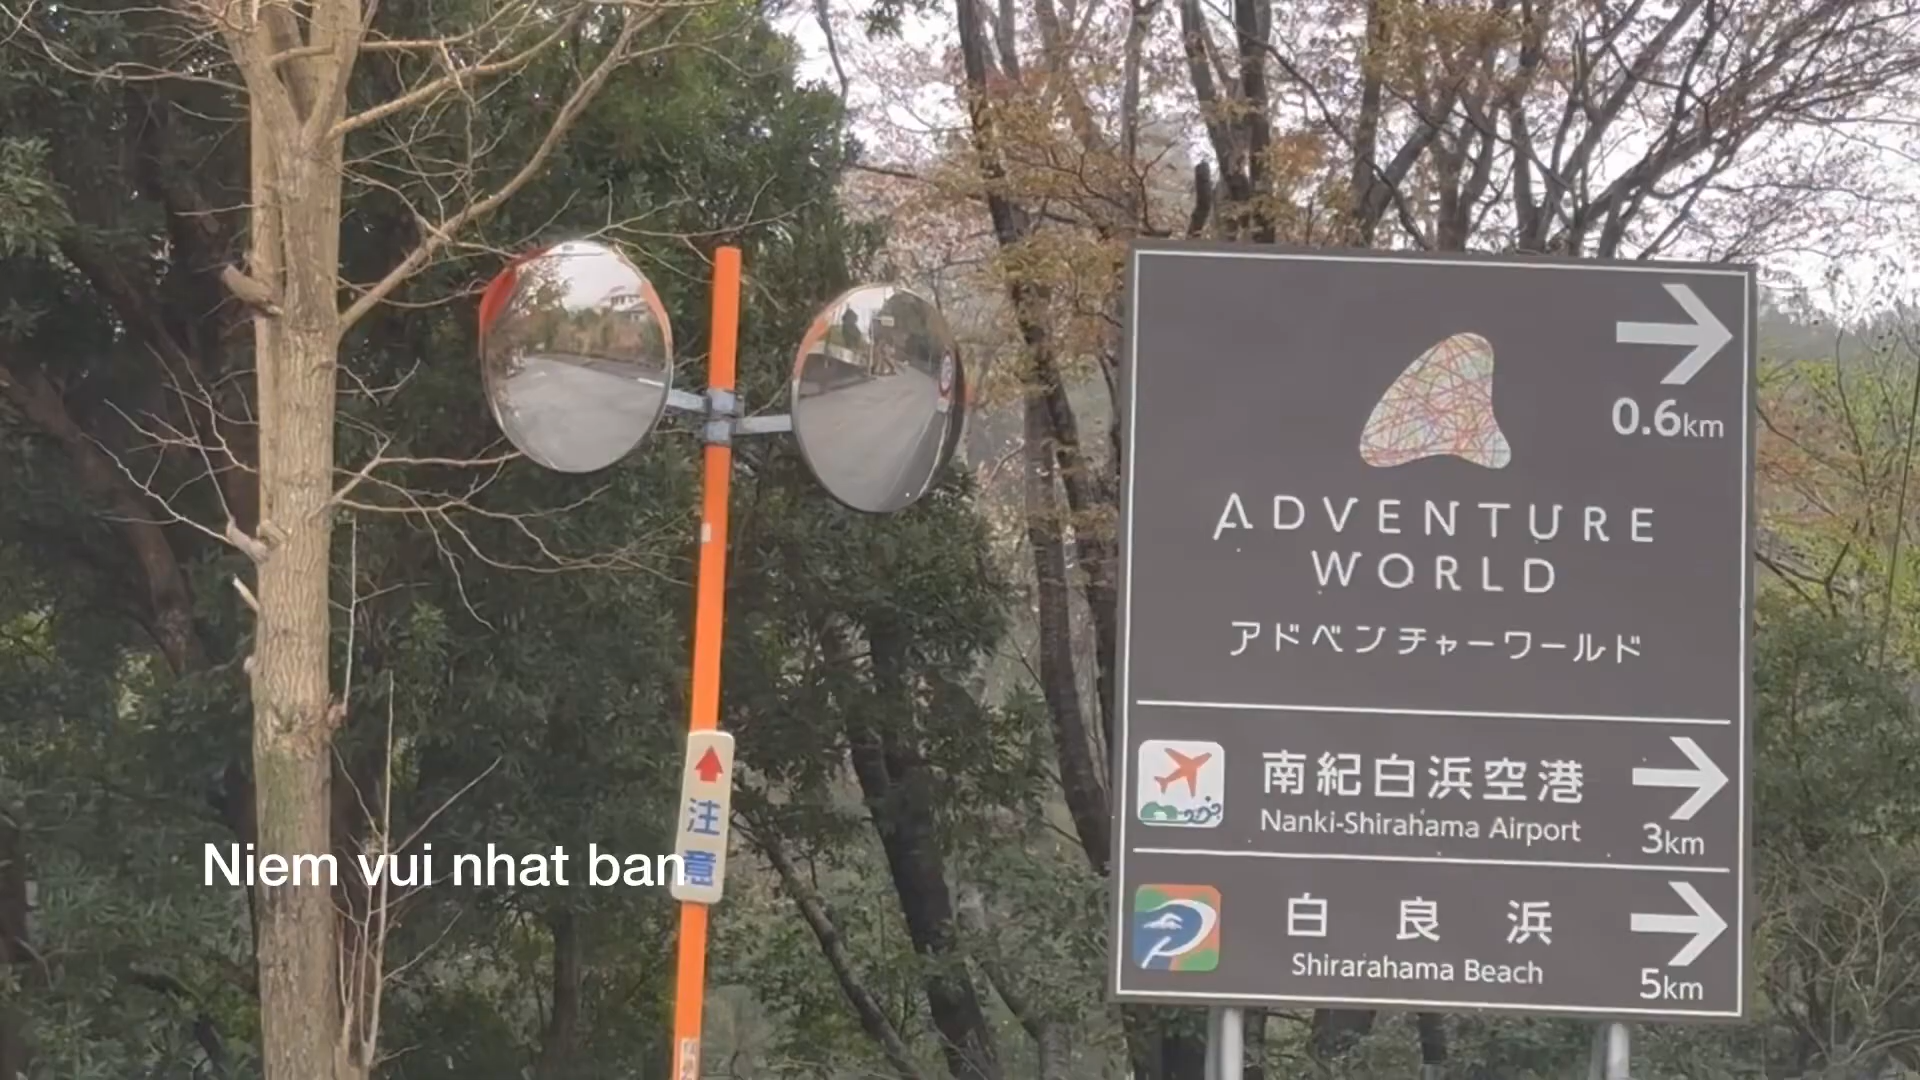 注意
Niem vui nhat ban
0.6km
ADVENTURE
WORLD
アドベンチャーワールド
南紀白浜空港
Nanki-Shirahama Airport
3km
白良浜
Shirarahama Beach
5km